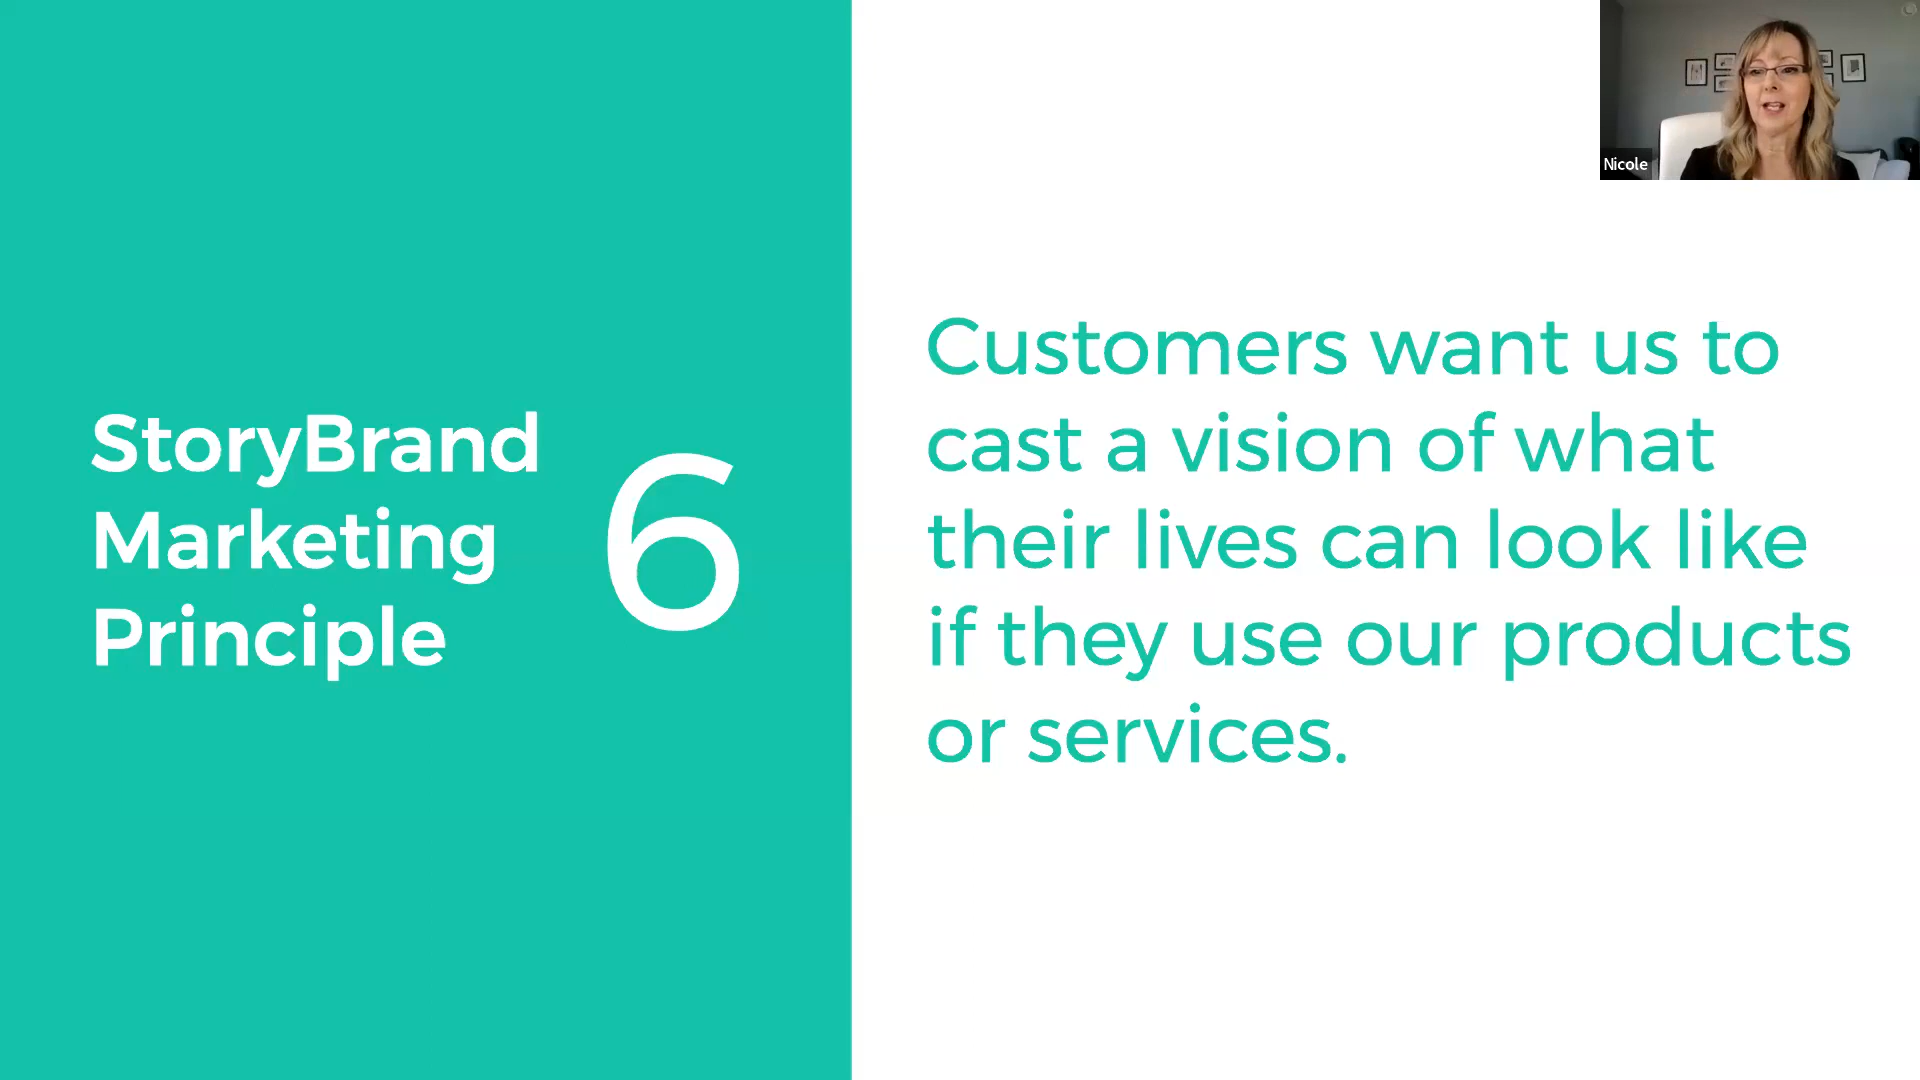 StoryBrand
Marketing
Principle
6
Customers want us to
cast a vision of what
their lives can look like
if they use our products
or services.
Nicole